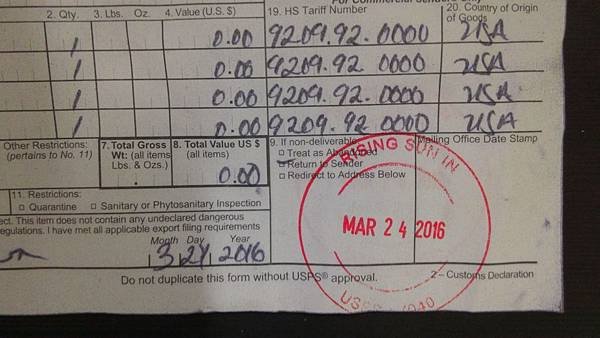 2. Qty. 3. Lbs. Oz. 4. Value (U.S. $) 19. HS Tariff Number 20. Country of Origin of Goods
1 0.00 9209.92.0000 USA
1 0.00 9209.92 0000 USA
1 0.00 9209.92.0000 USA
1 0.00 9209.92.0000 USA
Other Restrictions: (pertains to No. 11)
7. Total Gross Wt: (all items Lbs. & Ozs.)
8. Total Value US $ (all items)
0.00
9. If non-deliverable:
Treat as Abandoned
Return to Sender
Redirect to Address Below
Mailing Office Date Stamp
RISING SUN IN
MAR 24 2016
11. Restrictions:
Quarantine Sanitary or Phytosanitary Inspection
ect. This item does not contain any undeclared dangerous
egulations. I have met all applicable export filing requirements
Month Day Year
3 24 2016
Do not duplicate this form without USPS® approval.
2 – Customs Declaration